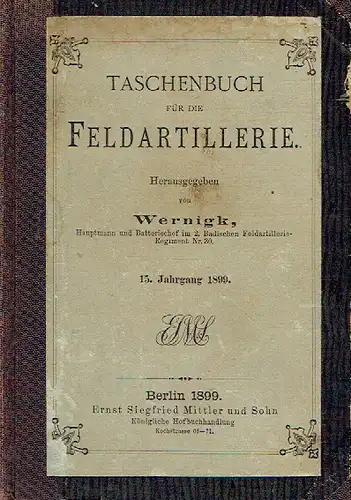 TASCHENBUCH
FÜR DIE
FELDARTILLERIE.
Herausgegeben
von
Wernigk,
Hauptmann und Batteriechef im 2. Badischen Feldartillerie-
Regiment Nr. 30.
15. Jahrgang 1899.
Berlin 1899.
Ernst Siegfried Mittler und Sohn
Königliche Hofbuchhandlung
Kochstrasse 68—71.